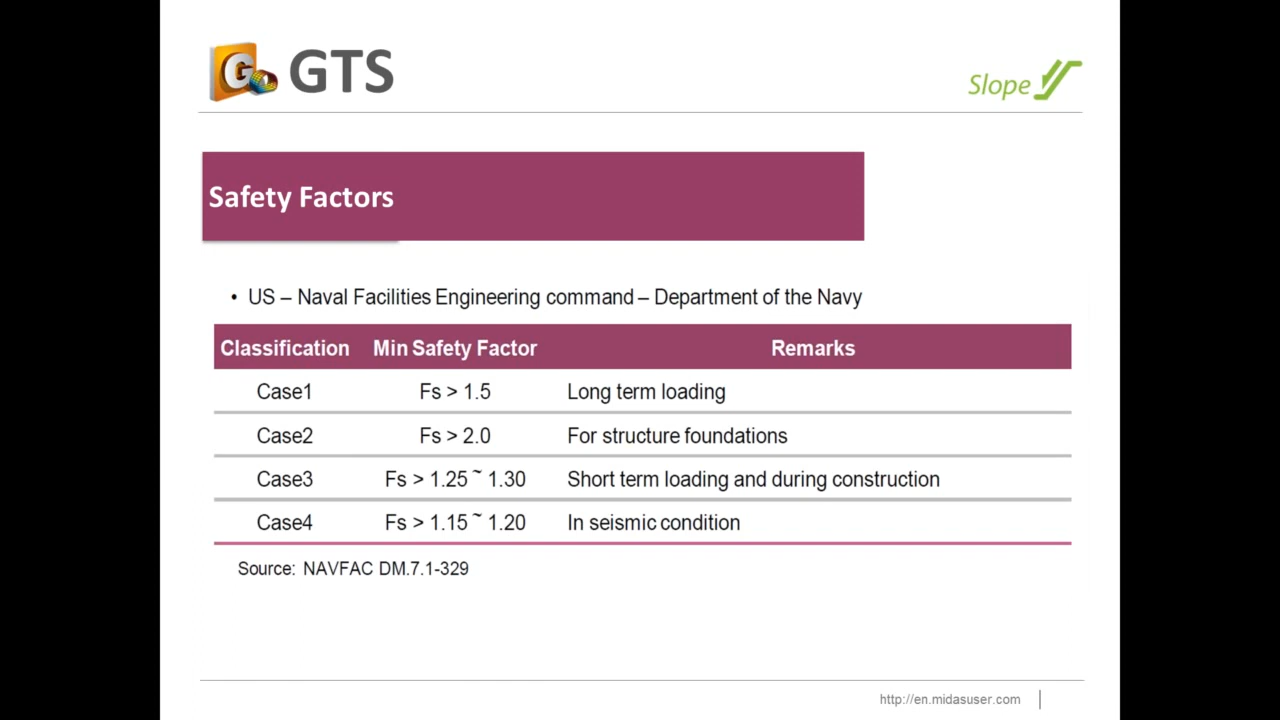 G GTS
Slope
Safety Factors
• US – Naval Facilities Engineering command – Department of the Navy
Classification Min Safety Factor Remarks
Case1 Fs > 1.5 Long term loading
Case2 Fs > 2.0 For structure foundations
Case3 Fs > 1.25 ~ 1.30 Short term loading and during construction
Case4 Fs > 1.15 ~ 1.20 In seismic condition
Source: NAVFAC DM.7.1-329
http://en.midasuser.com